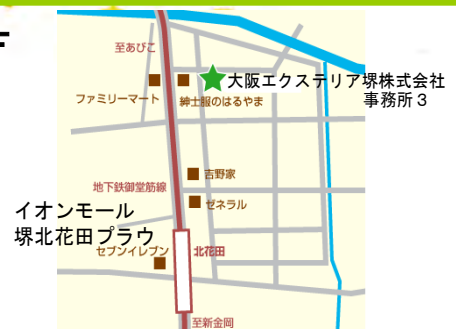 至あびこ
大阪エクステリア堺株式会社
事務所３
ファミリーマート
紳士服のはるやま
吉野家
地下鉄御堂筋線
ゼネラル
イオンモール
堺北花田プラウ
セブンイレブン
北花田
至新金岡